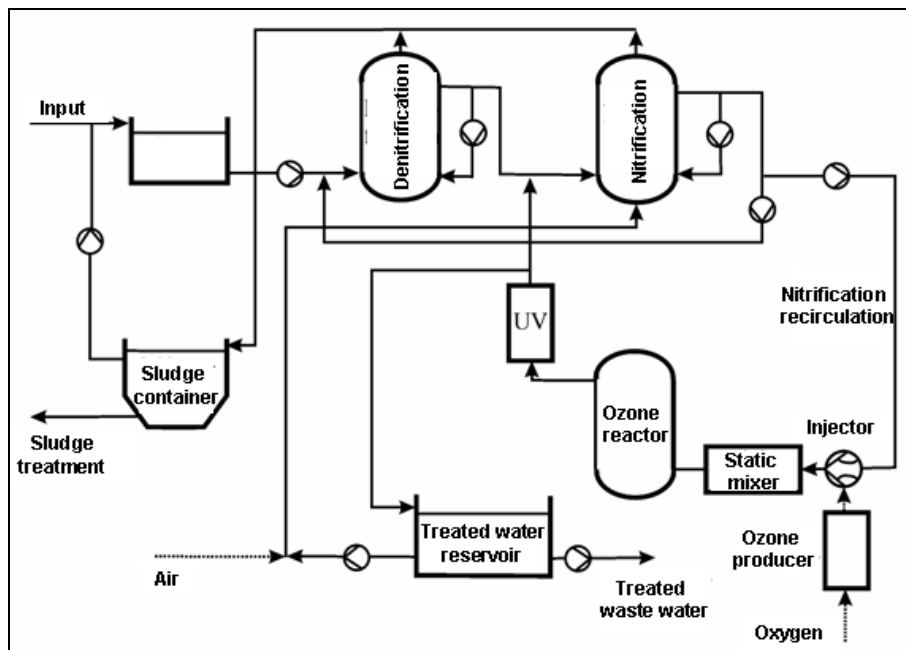 Input
Denitrification
Nitrification
Nitrification
recirculation
UV
Sludge
container
Ozone
reactor
Injector
Static
mixer
Sludge
treatment
Treated water
reservoir
Ozone
producer
Air
Treated
waste water
Oxygen